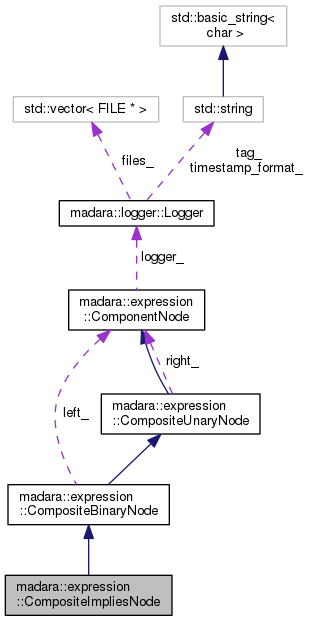 std::basic_string<
char >
std::vector< FILE * >
std::string
files_
tag_
timestamp_format_
madara::logger::Logger
logger_
madara::expression
::ComponentNode
right_
left_
madara::expression
::CompositeUnaryNode
madara::expression
::CompositeBinaryNode
madara::expression
::CompositeImpliesNode